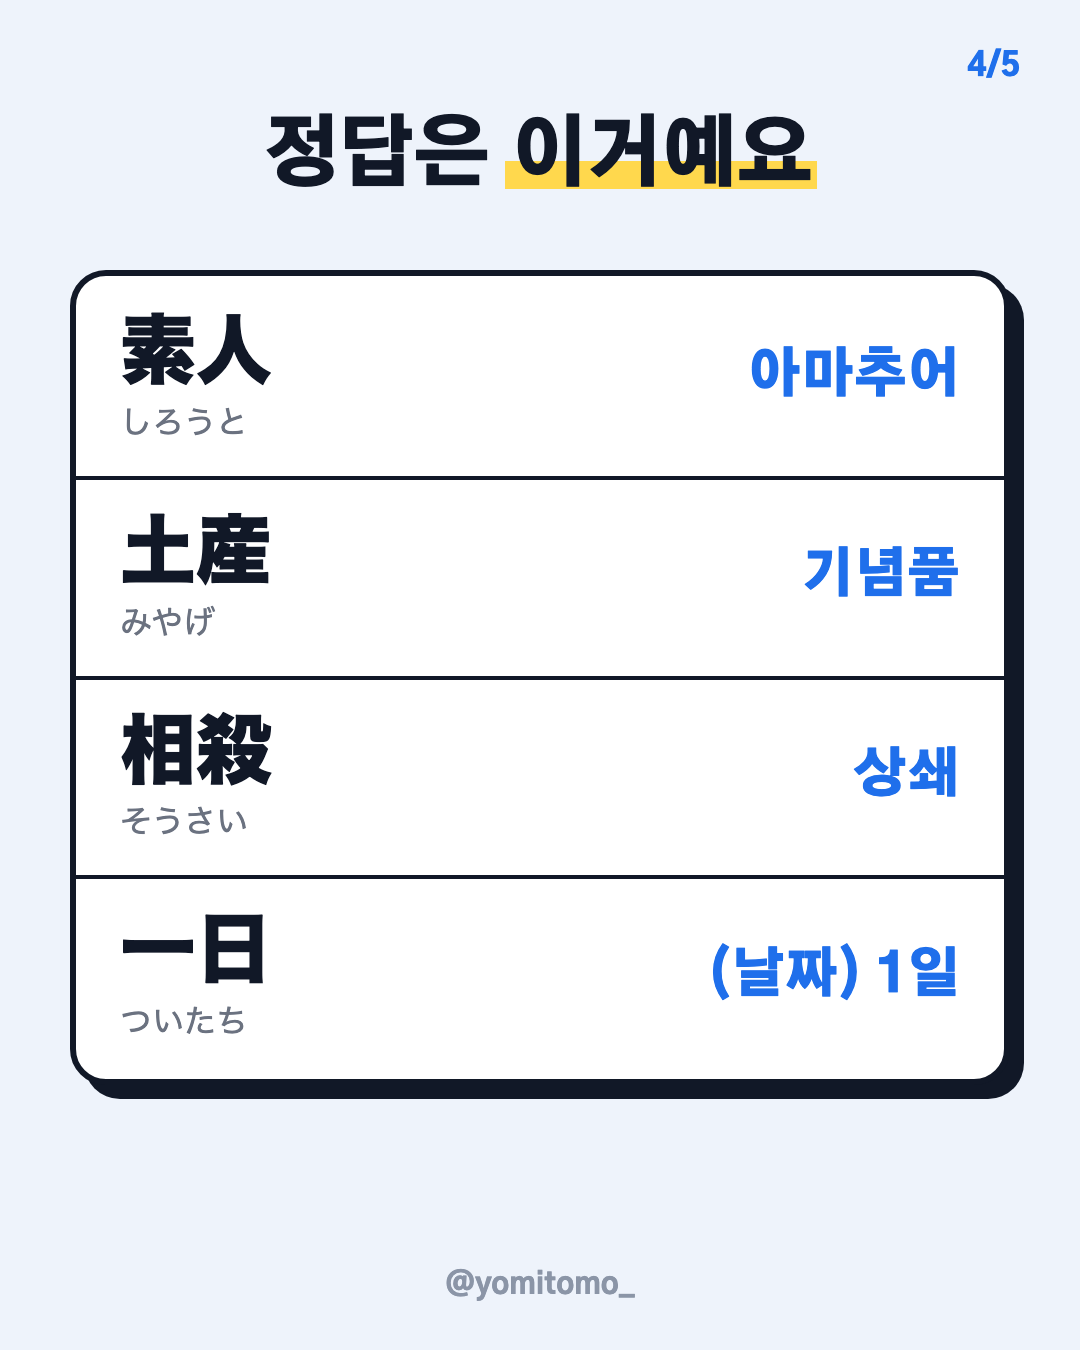 4/5
정답은 이거예요
素人
しろうと
아마추어
土産
みやげ
기념품
相殺
そうさい
상쇄
一日
ついたち
(날짜) 1일
@yomitomo_